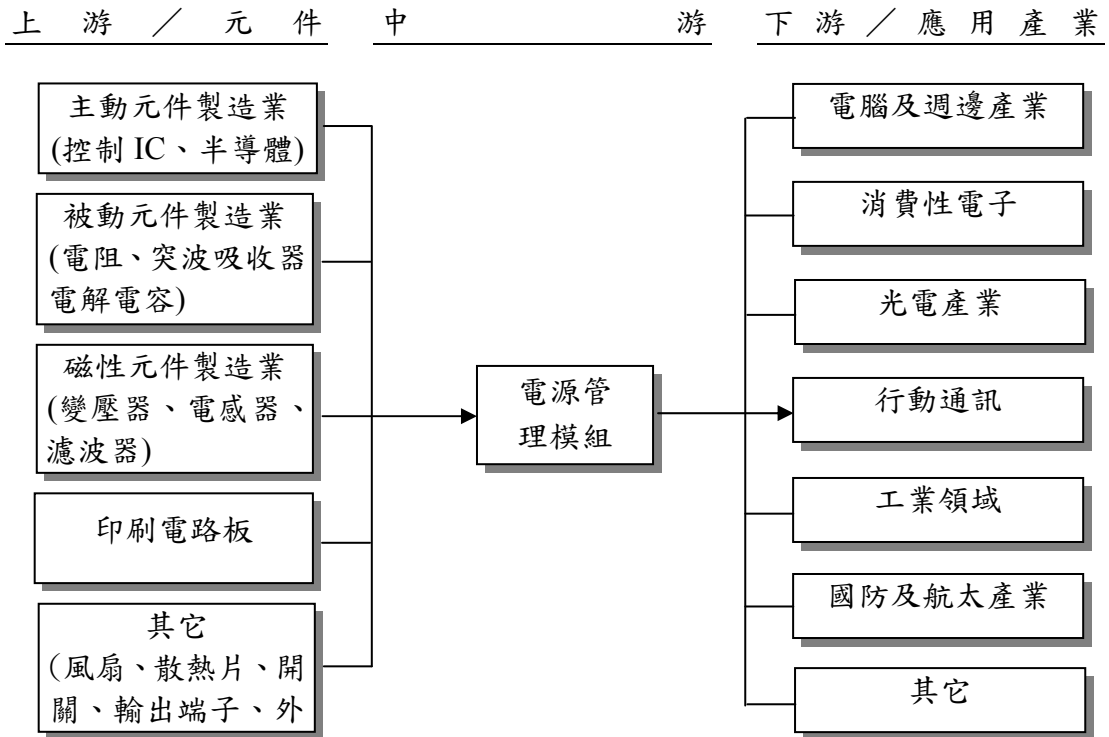 上游／元件
中游
下游／應用產業
主動元件製造業
(控制IC、半導體)
被動元件製造業
(電阻、突波吸收器
電解電容)
磁性元件製造業
(變壓器、電感器、
濾波器)
印刷電路板
其它
(風扇、散熱片、開
關、輸出端子、外
電源管
理模組
電腦及週邊產業
消費性電子
光電產業
行動通訊
工業領域
國防及航太產業
其它